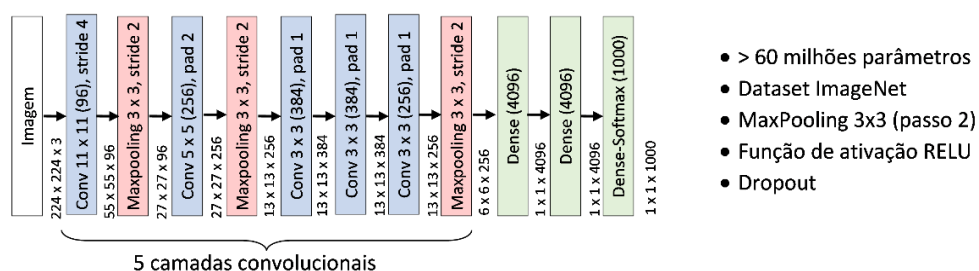 Imagem
224 x 224 x 3
Conv 11 x 11 (96), stride 4
55 x 55 x 96
Maxpooling 3 x 3, stride 2
27 x 27 x 96
Conv 5 x 5 (256), pad 2
27 x 27 x 256
Maxpooling 3 x 3, stride 2
13 x 13 x 256
Conv 3 x 3 (384), pad 1
13 x 13 x 384
Conv 3 x 3 (384), pad 1
13 x 13 x 384
Conv 3 x 3 (256), pad 1
13 x 13 x 256
Maxpooling 3 x 3, stride 2
6 x 6 x 256
Dense (4096)
1 x 1 x 4096
Dense (4096)
1 x 1 x 4096
Dense-Softmax (1000)
1 x 1 x 1000
5 camadas convolucionais
• > 60 milhões parâmetros
• Dataset ImageNet
• MaxPooling 3x3 (passo 2)
• Função de ativação RELU
• Dropout